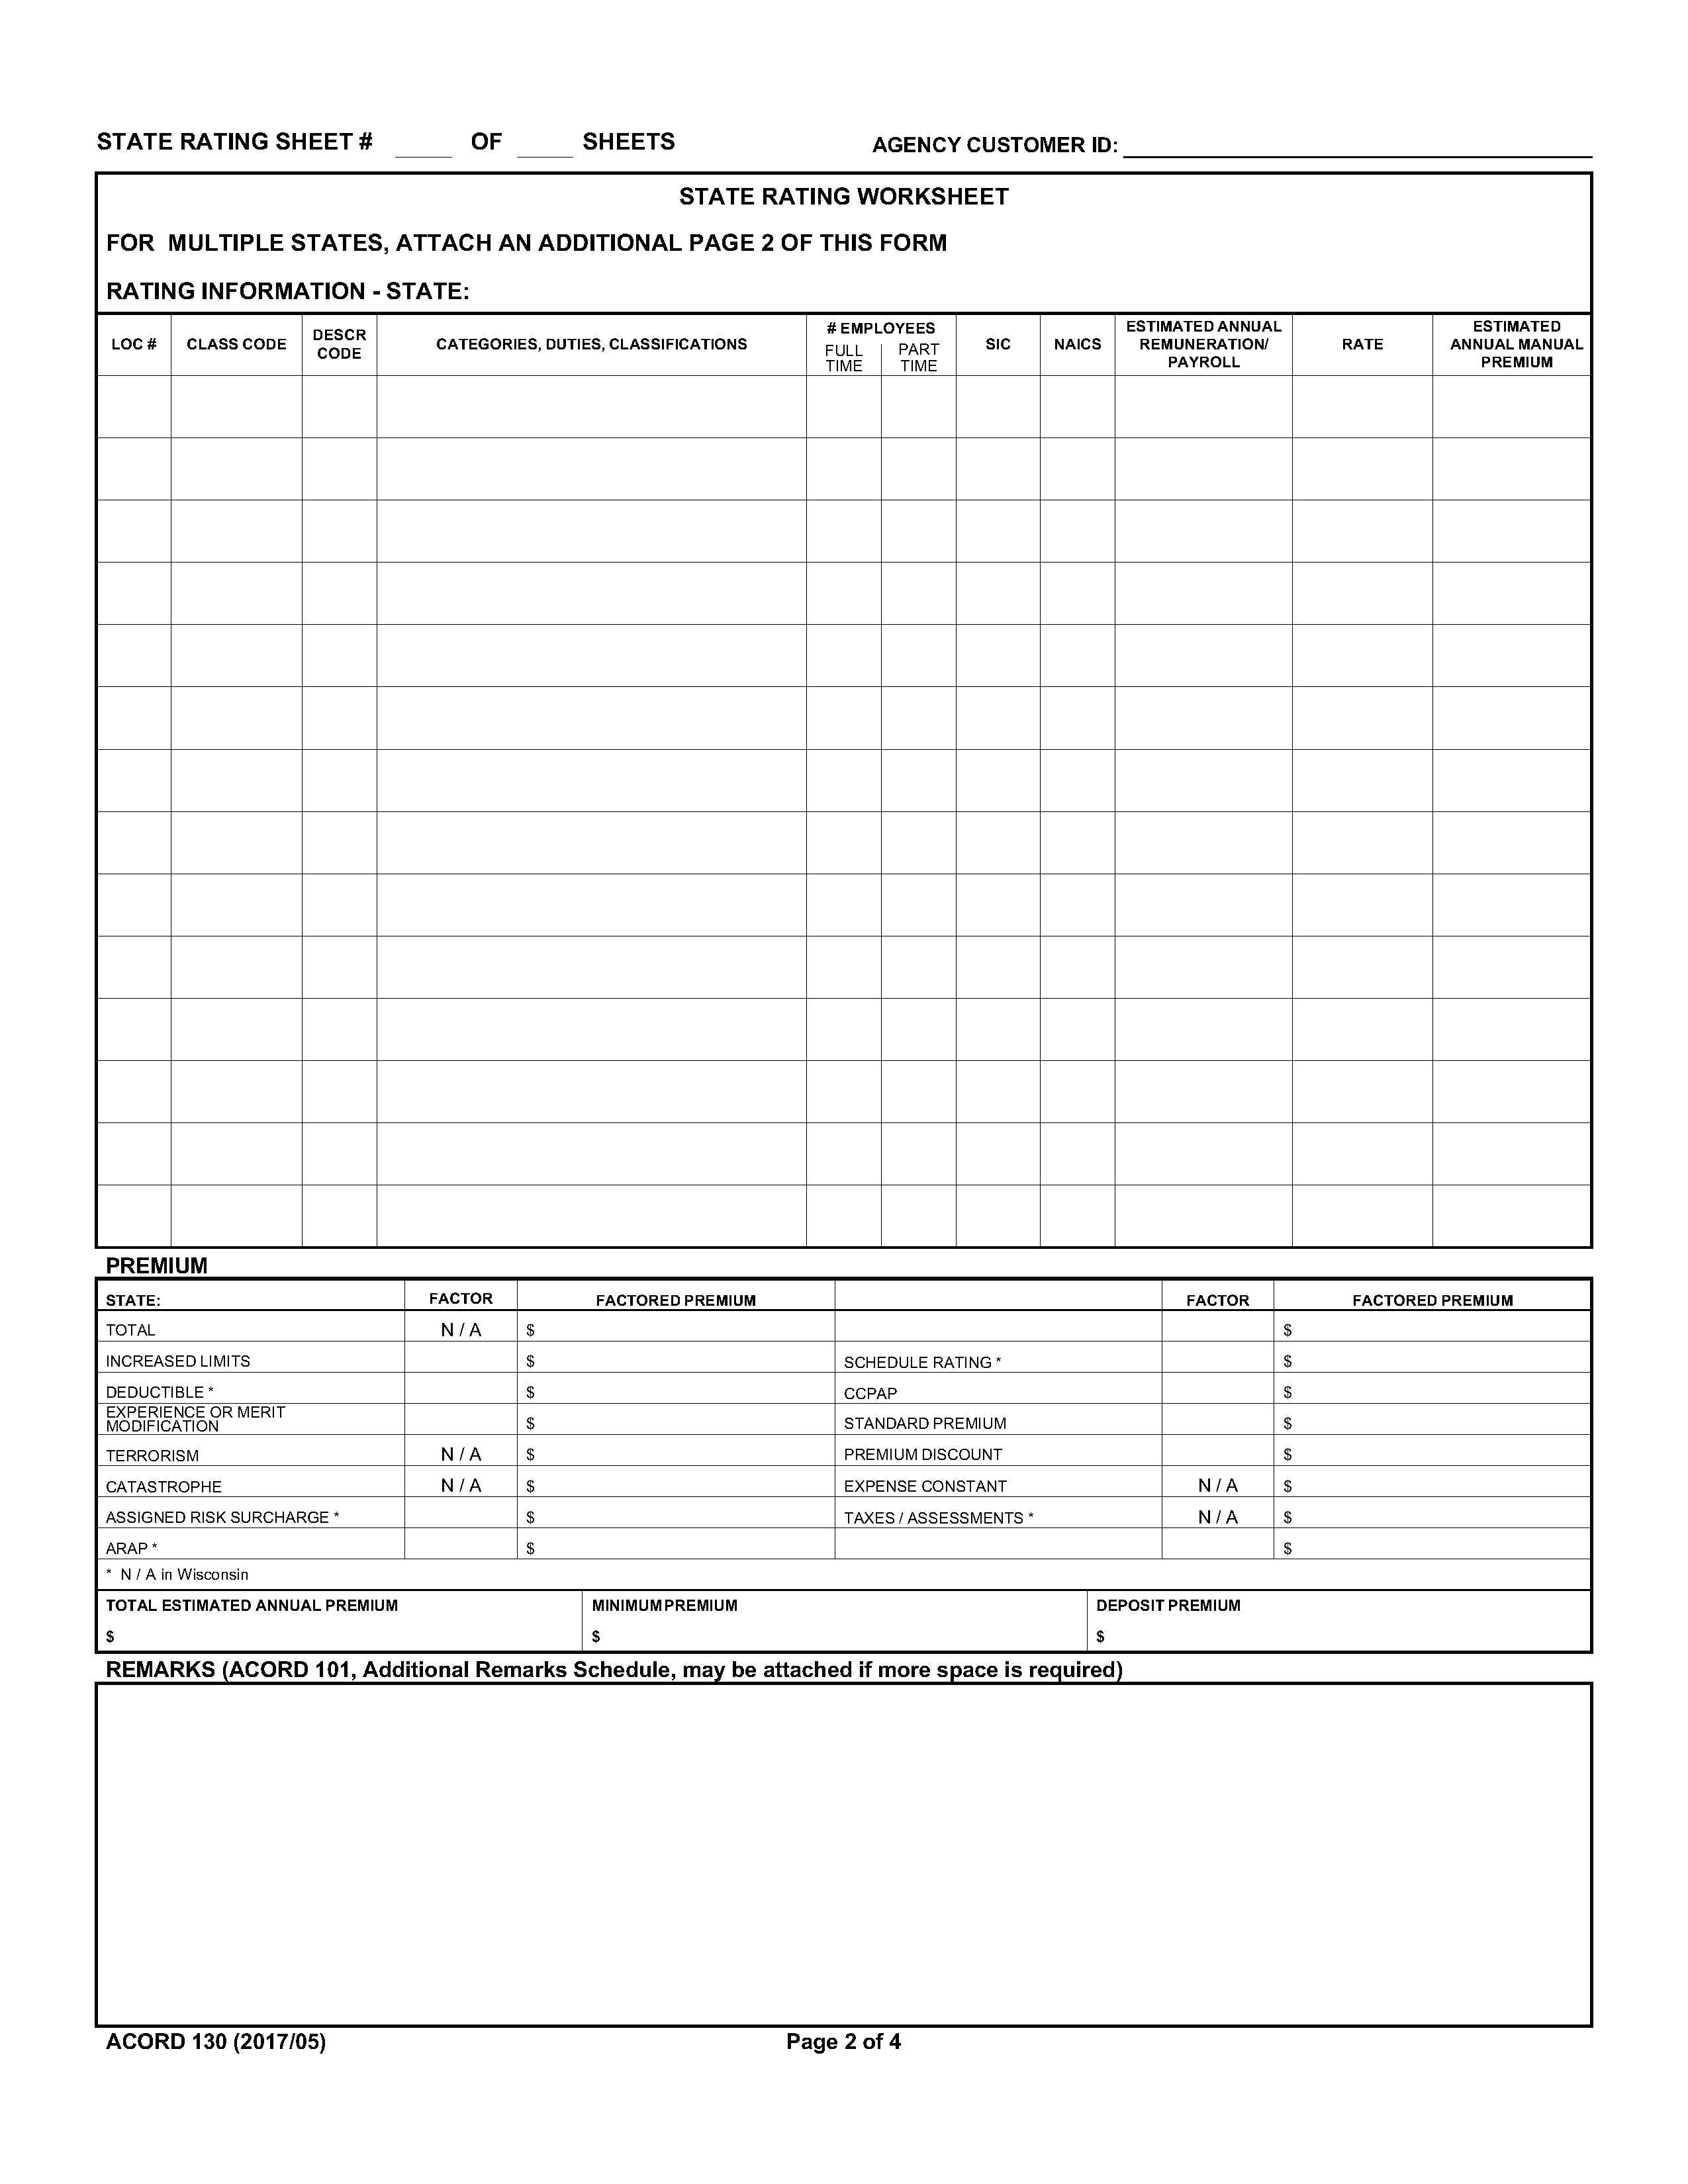 STATE RATING SHEET # _____ OF _____ SHEETS AGENCY CUSTOMER ID:
STATE RATING WORKSHEET
FOR MULTIPLE STATES, ATTACH AN ADDITIONAL PAGE 2 OF THIS FORM
RATING INFORMATION - STATE:
LOC # CLASS CODE DESCR CODE CATEGORIES, DUTIES, CLASSIFICATIONS # EMPLOYEES FULL TIME PART TIME SIC NAICS ESTIMATED ANNUAL REMUNERATION/ PAYROLL RATE ESTIMATED ANNUAL MANUAL PREMIUM
PREMIUM
STATE: FACTOR FACTORED PREMIUM FACTOR FACTORED PREMIUM
TOTAL N / A $ $
INCREASED LIMITS $ SCHEDULE RATING * $
DEDUCTIBLE * $ CCPAP $
EXPERIENCE OR MERIT MODIFICATION $ STANDARD PREMIUM $
TERRORISM N / A $ PREMIUM DISCOUNT $
CATASTROPHE N / A $ EXPENSE CONSTANT N / A $
ASSIGNED RISK SURCHARGE * $ TAXES / ASSESSMENTS * N / A $
ARAP * $ $
* N / A in Wisconsin
TOTAL ESTIMATED ANNUAL PREMIUM MINIMUM PREMIUM DEPOSIT PREMIUM
$ $ $
REMARKS (ACORD 101, Additional Remarks Schedule, may be attached if more space is required)
ACORD 130 (2017/05) Page 2 of 4